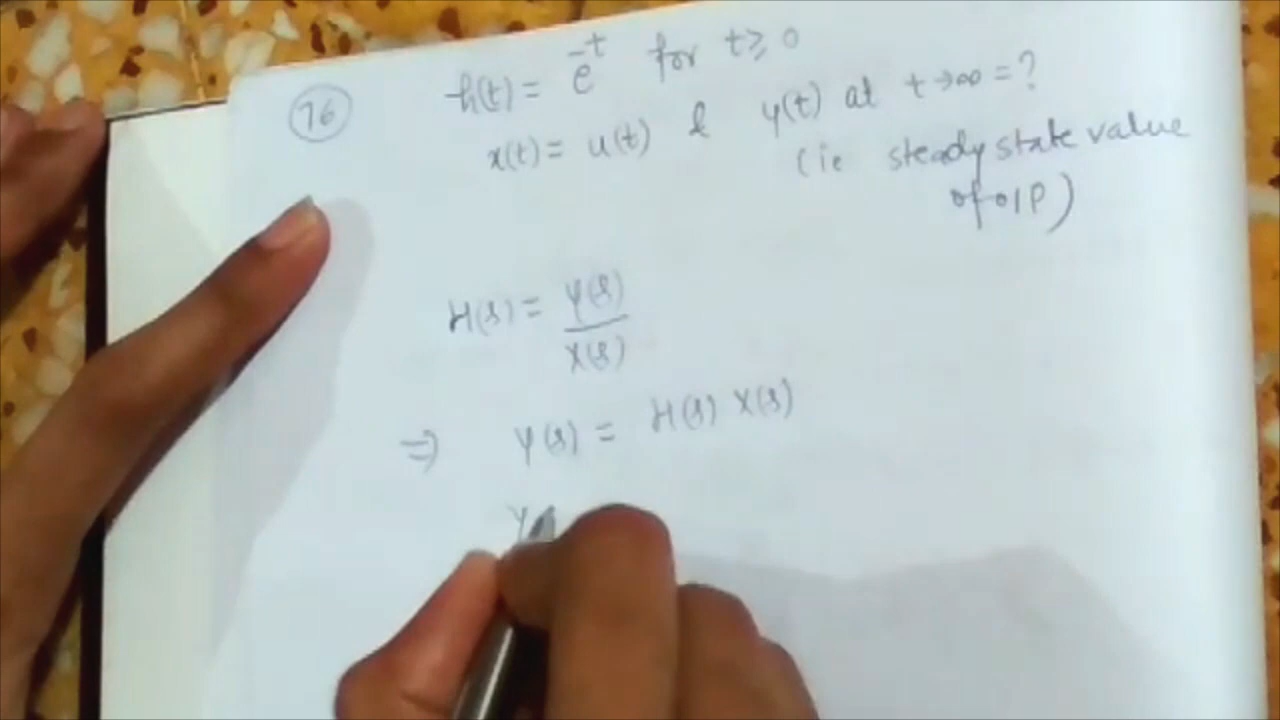 76
h(t) = e^-t for t ≥ 0
x(t) = u(t) & y(t) at t→∞ = ?
(ie steady state value
of o/p)
H(s) = Y(s)/X(s)
⇒ Y(s) = H(s) X(s)
Y